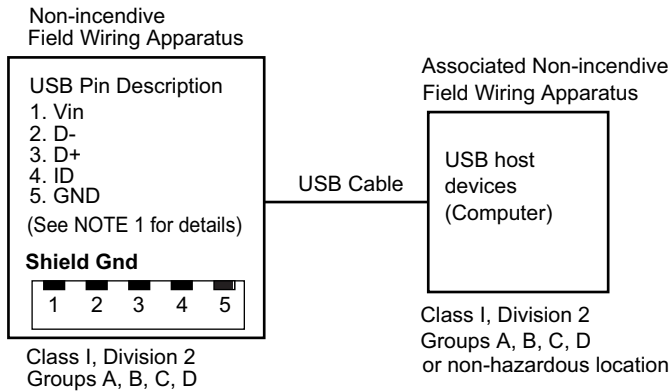 Non-incendive
Field Wiring Apparatus
USB Pin Description
1. Vin
2. D-
3. D+
4. ID
5. GND
(See NOTE 1 for details)
Shield Gnd
1 2 3 4 5
Class I, Division 2
Groups A, B, C, D
USB Cable
Associated Non-incendive
Field Wiring Apparatus
USB host
devices
(Computer)
Class I, Division 2
Groups A, B, C, D
or non-hazardous location